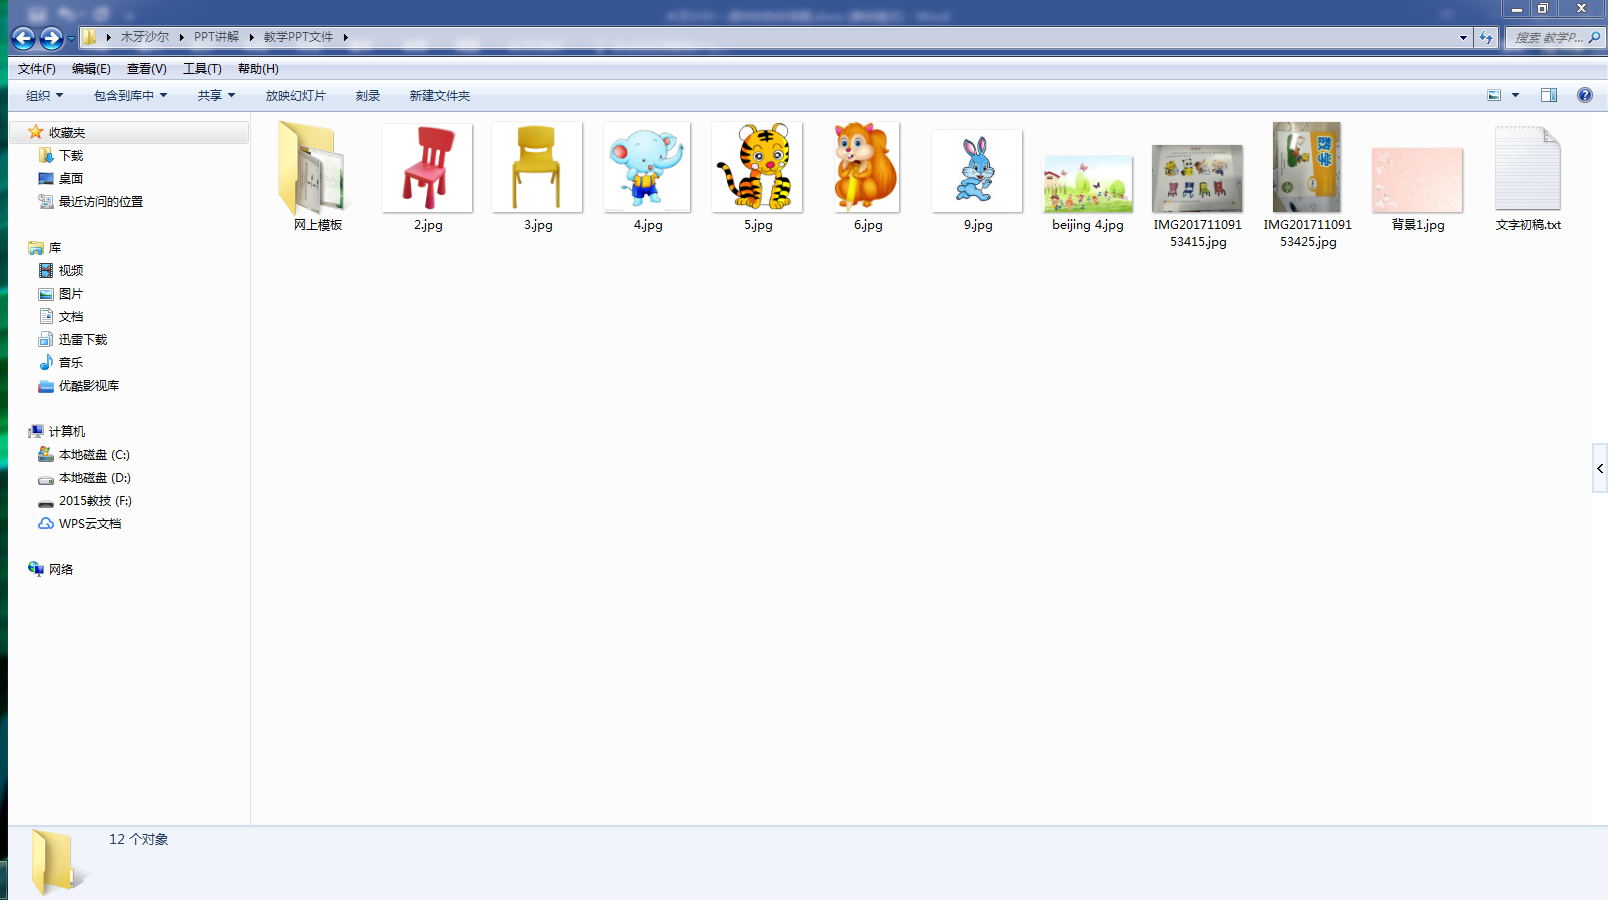 木牙沙尔 PPT讲解 教学PPT文件
搜索 教学P...
文件(F) 编辑(E) 查看(V) 工具(T) 帮助(H)
组织 包含到库中 共享 放映幻灯片 刻录 新建文件夹
收藏夹
下载
桌面
最近访问的位置
库
视频
图片
文档
迅雷下载
音乐
优酷影视库
计算机
本地磁盘 (C:)
本地磁盘 (D:)
2015教技 (F:)
WPS云文档
网络
网上模板
2.jpg
3.jpg
4.jpg
5.jpg
6.jpg
9.jpg
beijing 4.jpg
IMG201711091
53415.jpg
数学
IMG201711091
53425.jpg
背景1.jpg
文字初稿.txt
12 个对象